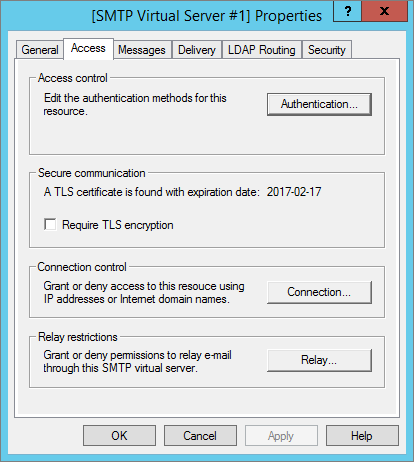 [SMTP Virtual Server #1] Properties ? x
General Access Messages Delivery LDAP Routing Security
Access control
Edit the authentication methods for this
resource.
Authentication...
Secure communication
A TLS certificate is found with expiration date: 2017-02-17
Require TLS encryption
Connection control
Grant or deny access to this resouce using
IP addresses or Internet domain names.
Connection...
Relay restrictions
Grant or deny permissions to relay e-mail
through this SMTP virtual server.
Relay...
OK Cancel Apply Help